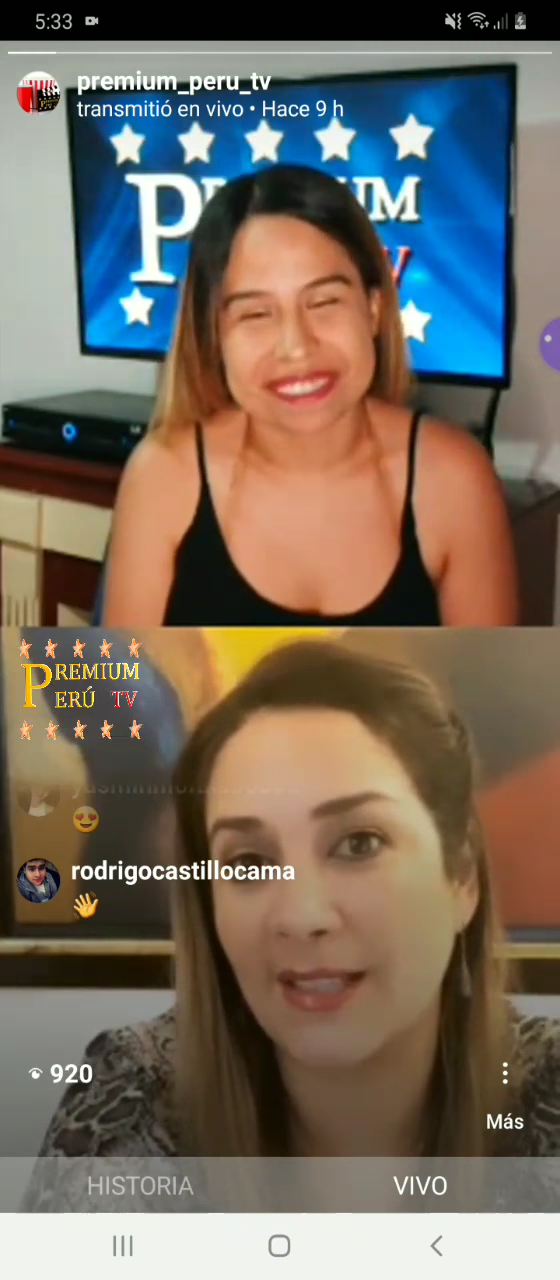 5:33
premium_peru_tv
transmitió en vivo • Hace 9 h
PREMIUM
PERÚ TV
rodrigocastillocama
920
Más
HISTORIA
VIVO